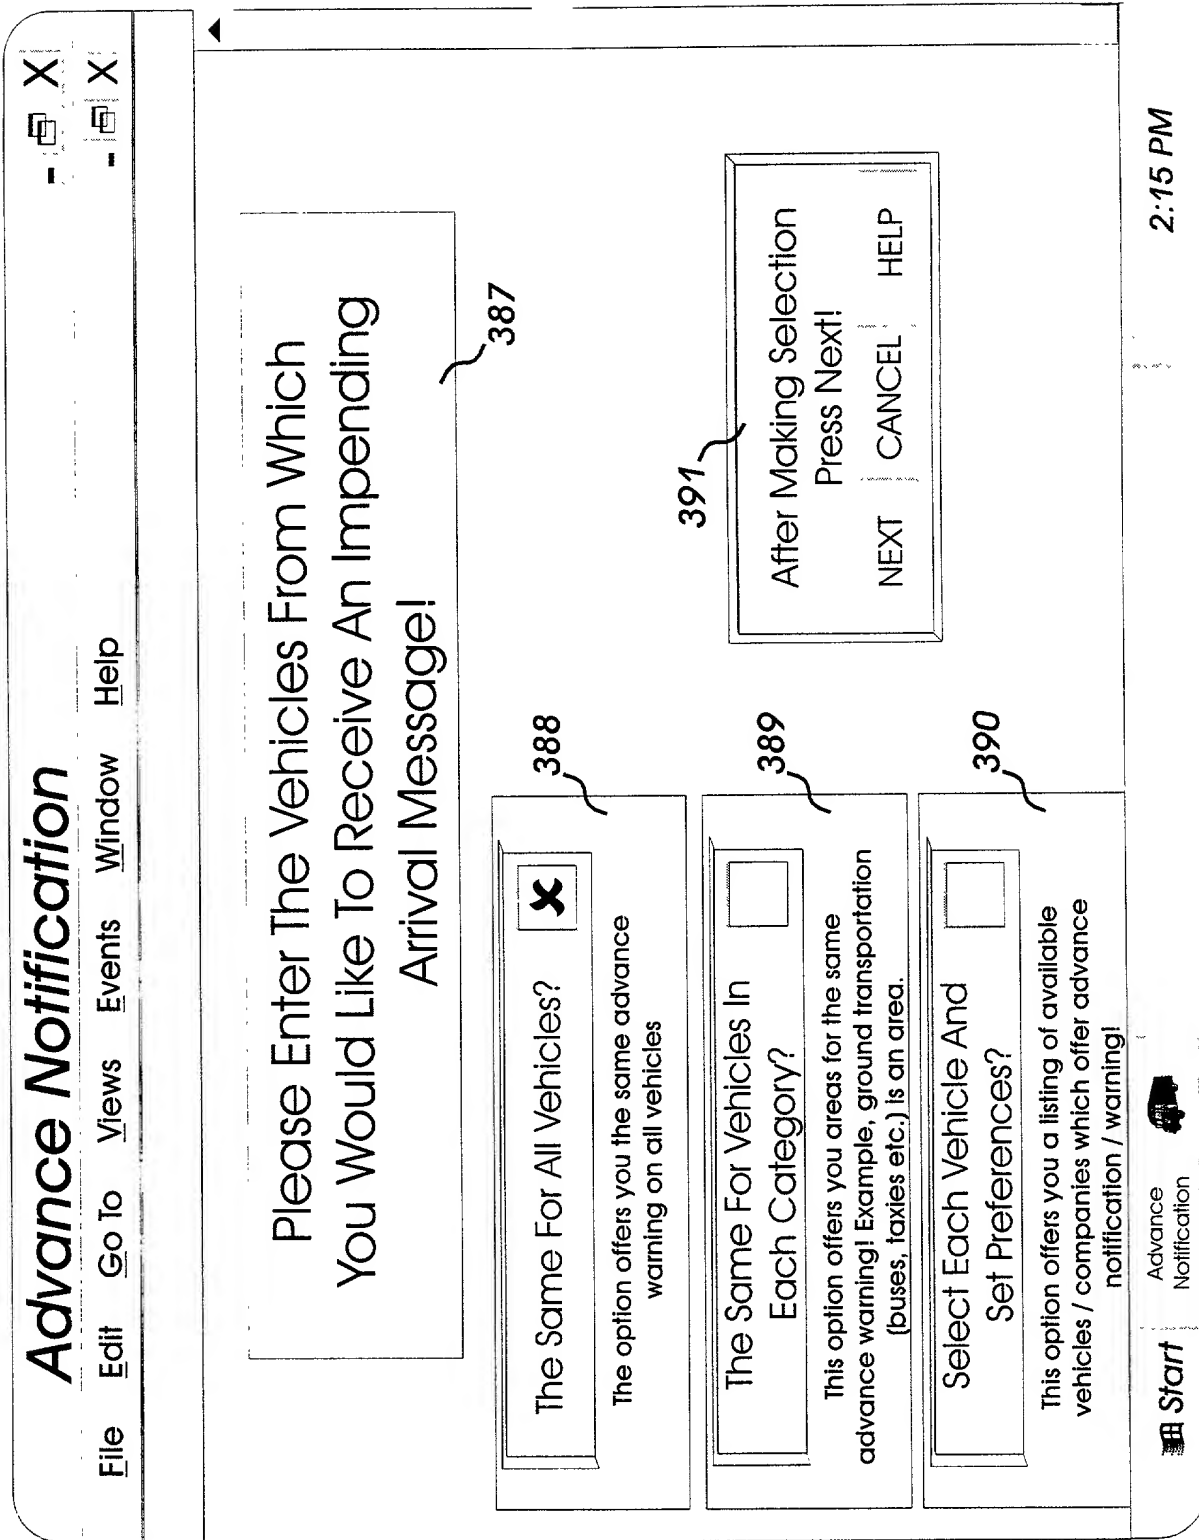 Advance Notification
File Edit Go To Views Events Window Help
Please Enter The Vehicles From Which
You Would Like To Receive An Impending
Arrival Message!
387
The Same For All Vehicles?
The option offers you the same advance
warning on all vehicles
388
The Same For Vehicles In
Each Category?
This option offers you areas for the same
advance warning! Example, ground transportation
(buses, taxies etc.) is an area.
389
Select Each Vehicle And
Set Preferences?
This option offers you a listing of available
vehicles / companies which offer advance
notification / warning!
390
391
After Making Selection
Press Next!
NEXT CANCEL HELP
Start
Advance
Notification
2:15 PM